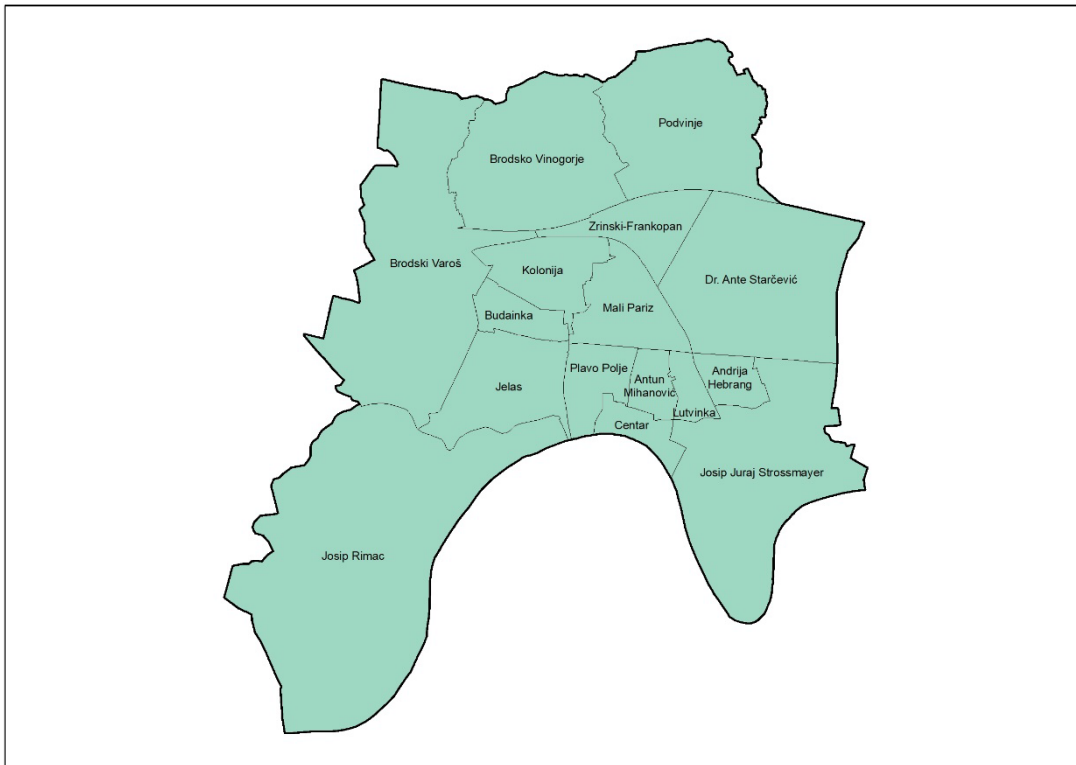 Podvinje
Brodsko Vinogorje
Zrinski-Frankopan
Brodski Varoš
Kolonija
Dr. Ante Starčević
Mali Pariz
Budainka
Plavo Polje
Andrija
Hebrang
Antun
Mihanović
Jelas
Lutvinka
Centar
Josip Juraj Strossmayer
Josip Rimac